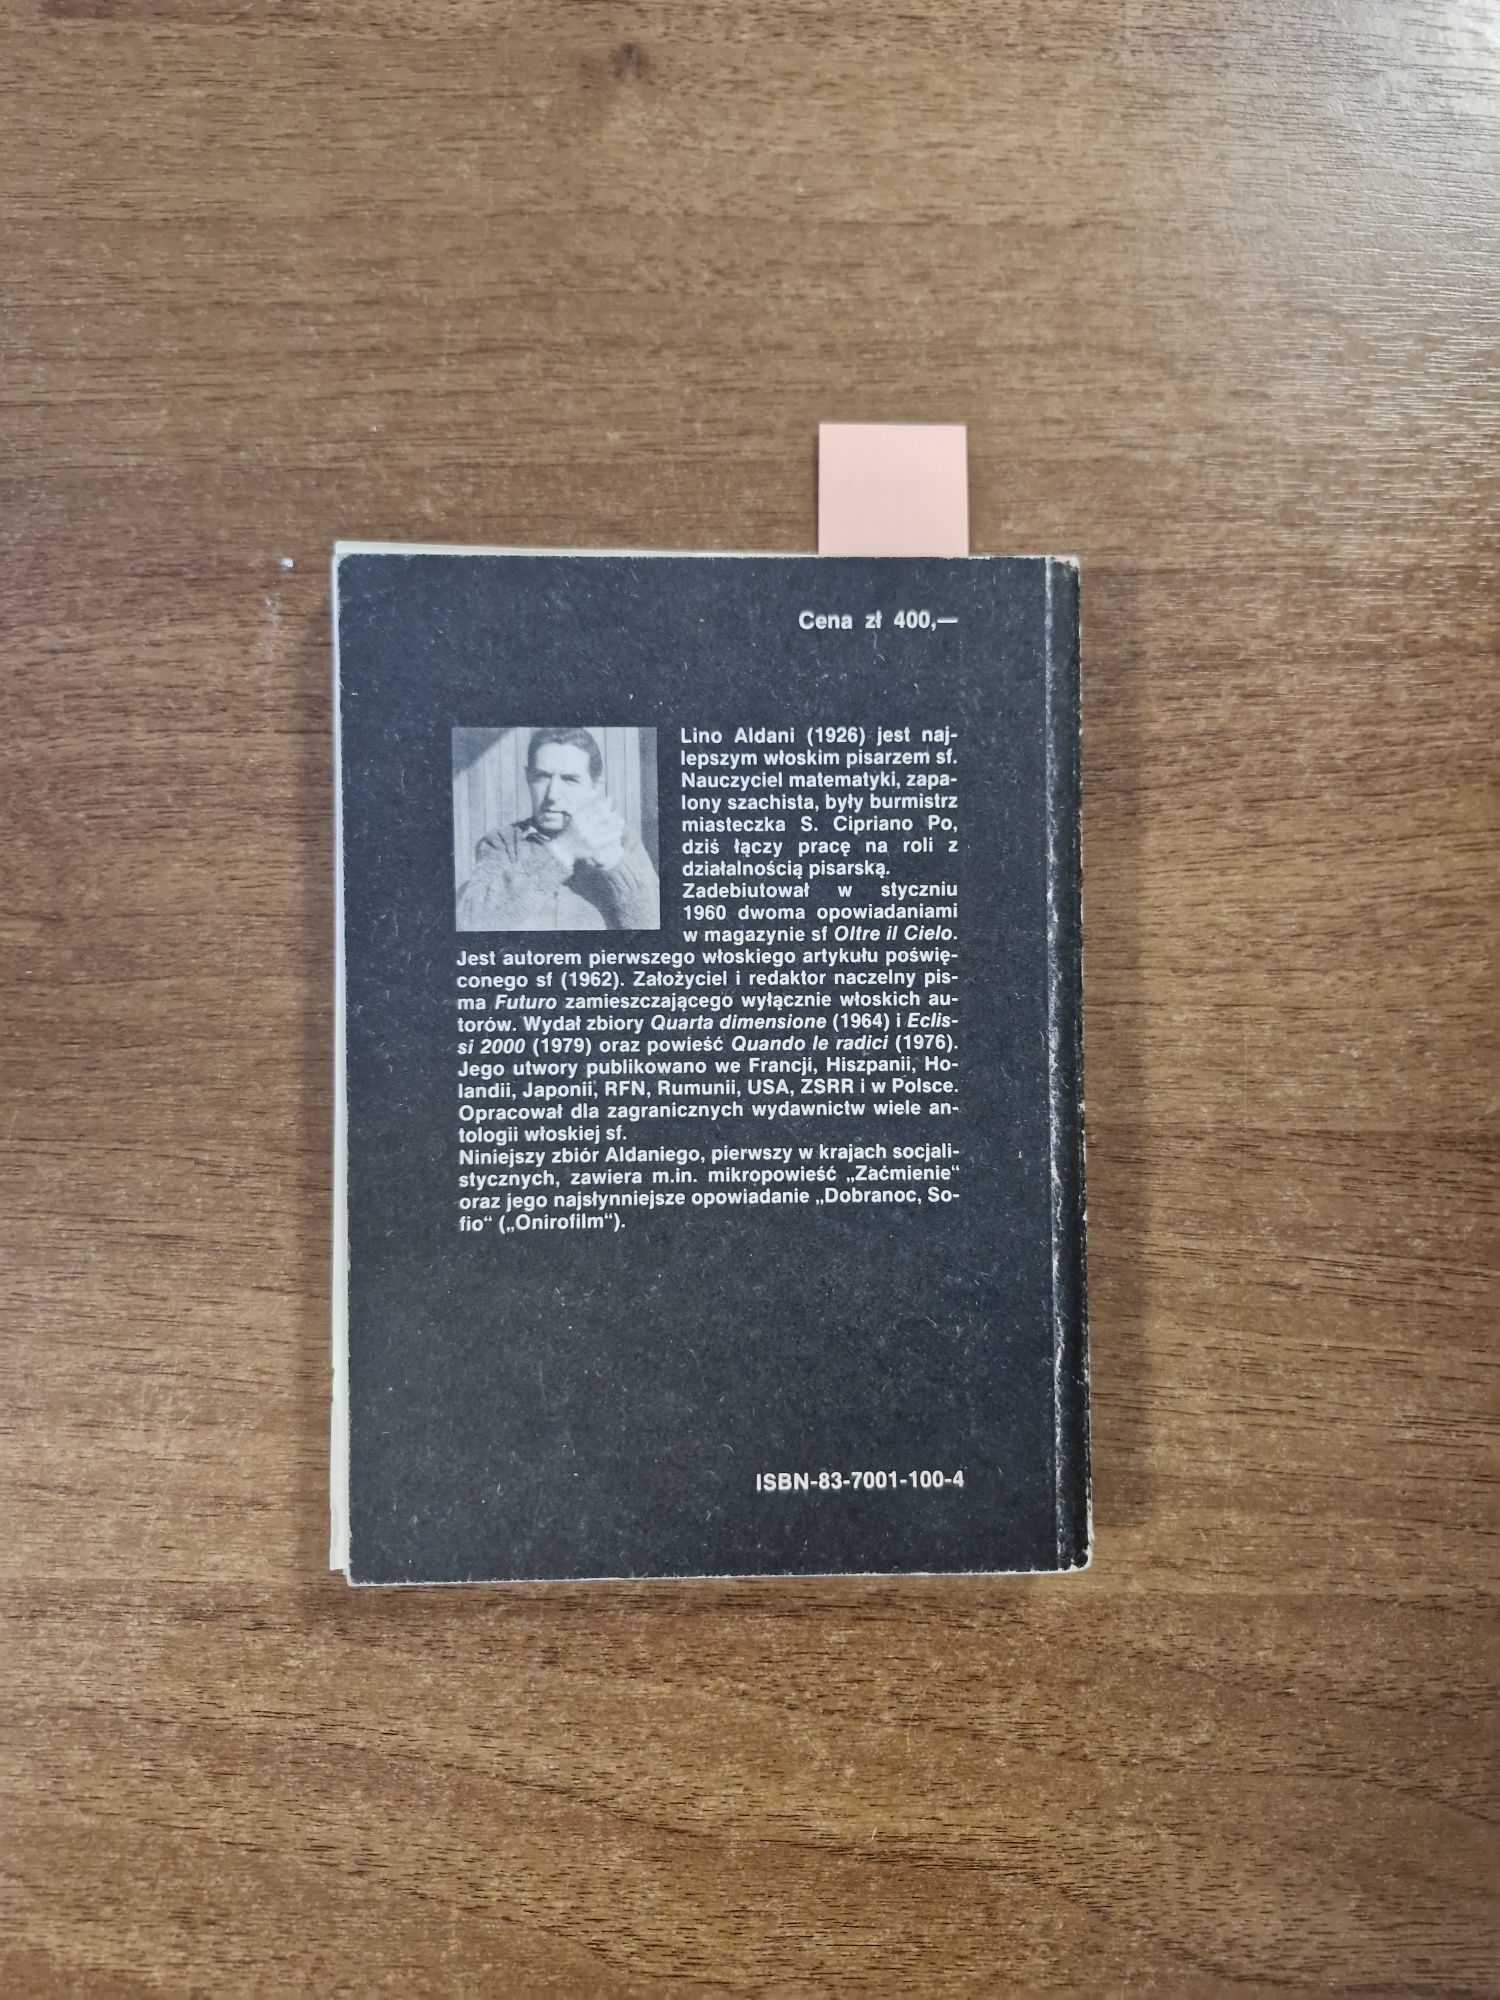 Cena zł 400,—
Lino Aldani (1926) jest naj-
lepszym włoskim pisarzem sf.
Nauczyciel matematyki, zapa-
lony szachista, były burmistrz
miasteczka S. Cipriano Po,
dziś łączy pracę na roli z
działalnością pisarską.
Zadebiutował w styczniu
1960 dwoma opowiadaniami
w magazynie sf Oltre il Cielo.
Jest autorem pierwszego włoskiego artykułu poświę-
conego sf (1962). Założyciel i redaktor naczelny pis-
ma Futuro zamieszczającego wyłącznie włoskich au-
torów. Wydał zbiory Quarta dimensione (1964) i Eclis-
si 2000 (1979) oraz powieść Quando le radici (1976).
Jego utwory publikowano we Francji, Hiszpanii, Ho-
landii, Japonii, RFN, Rumunii, USA, ZSRR i w Polsce.
Opracował dla zagranicznych wydawnictw wiele an-
tologii włoskiej sf.
Niniejszy zbiór Aldaniego, pierwszy w krajach socjali-
stycznych, zawiera m.in. mikropowieść „Zaćmienie“
oraz jego najsłynniejsze opowiadanie „Dobranoc, So-
fio“ („Onirofilm“).
ISBN-83-7001-100-4